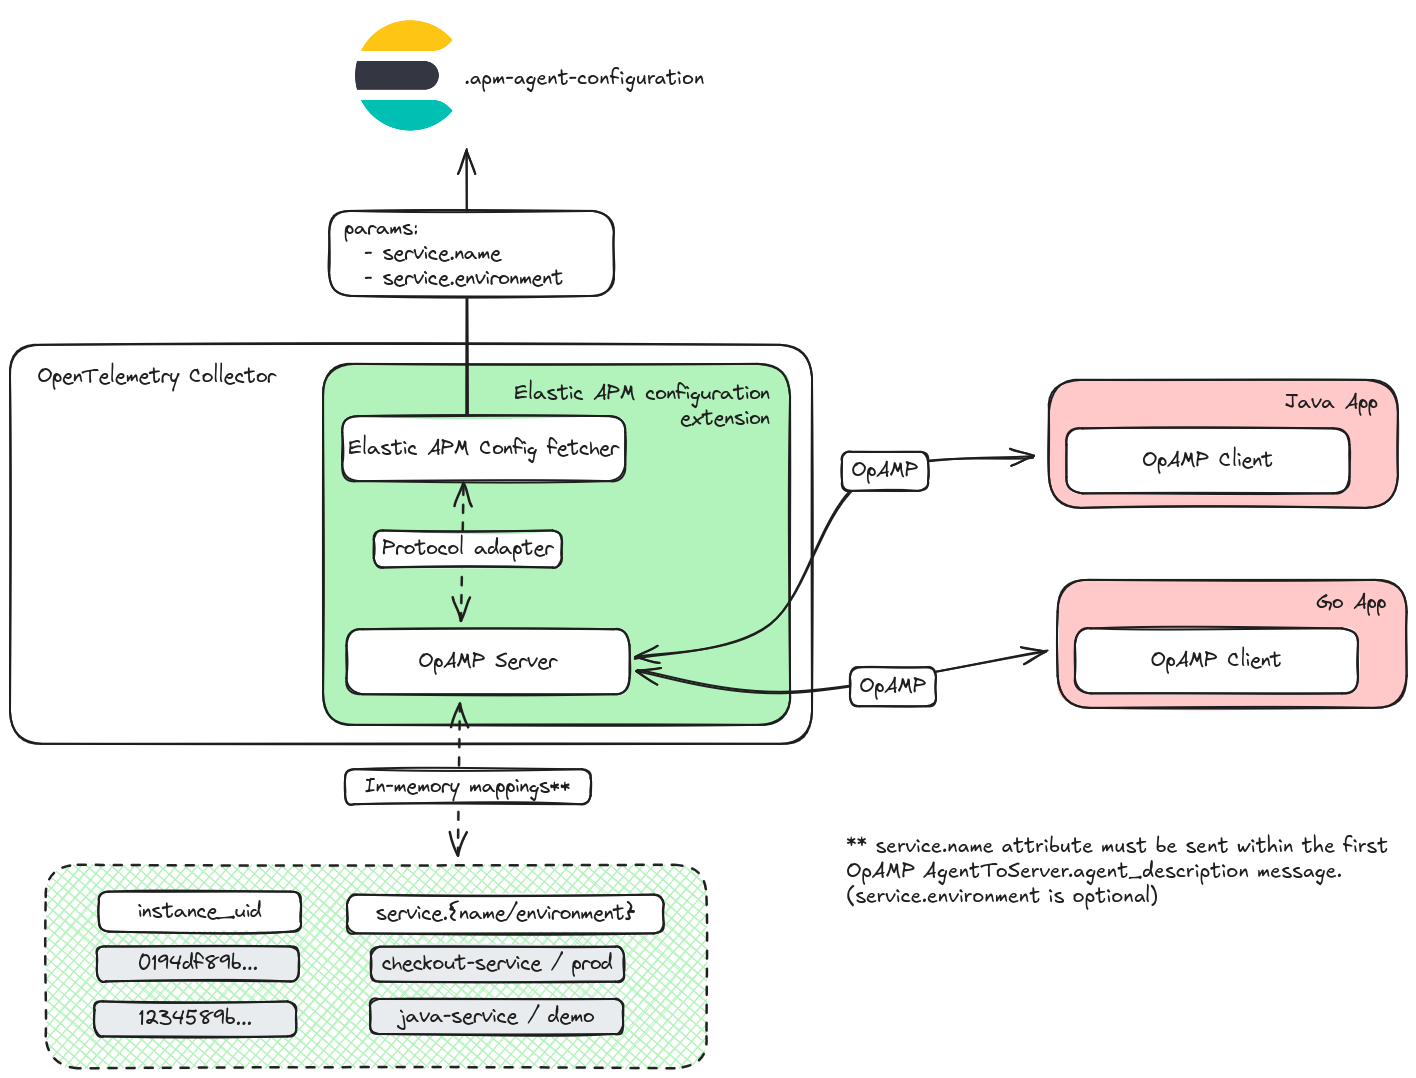 .apm-agent-configuration
params:
- service.name
- service.environment
OpenTelemetry Collector
Elastic APM configuration
extension
Elastic APM Config fetcher
Protocol adapter
OpAMP Server
OpAMP
OpAMP
Java App
OpAMP Client
Go App
OpAMP Client
In-memory mappings**
** service.name attribute must be sent within the first
OpAMP AgentToServer.agent_description message.
(service.environment is optional)
instance_uid
service.{name/environment}
0194df89b...
checkout-service / prod
1234589b...
java-service / demo